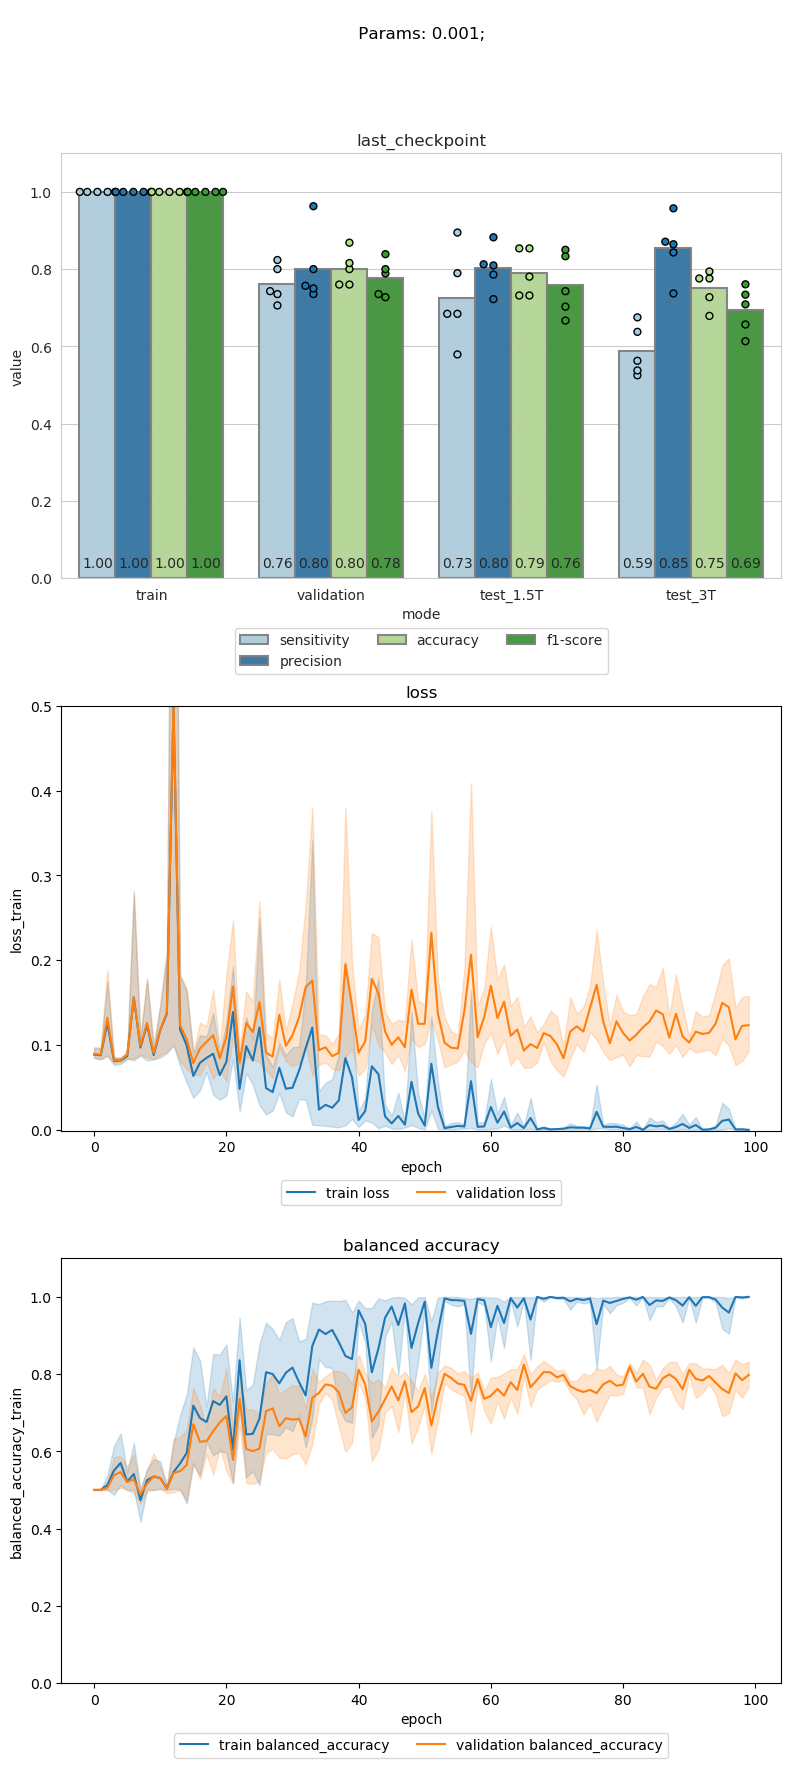 Params: 0.001;
last_checkpoint
1.0
0.8
0.6
0.4
0.2
0.0
value
1.00 1.00 1.00 1.00 0.76 0.80 0.80 0.78 0.73 0.80 0.79 0.76 0.59 0.85 0.75 0.69
train validation test_1.5T test_3T
mode
sensitivity accuracy f1-score
precision
loss
0.5
0.4
0.3
0.2
0.1
0.0
loss_train
0 20 40 60 80 100
epoch
train loss validation loss
balanced accuracy
1.0
0.8
0.6
0.4
0.2
0.0
balanced_accuracy_train
0 20 40 60 80 100
epoch
train balanced_accuracy validation balanced_accuracy